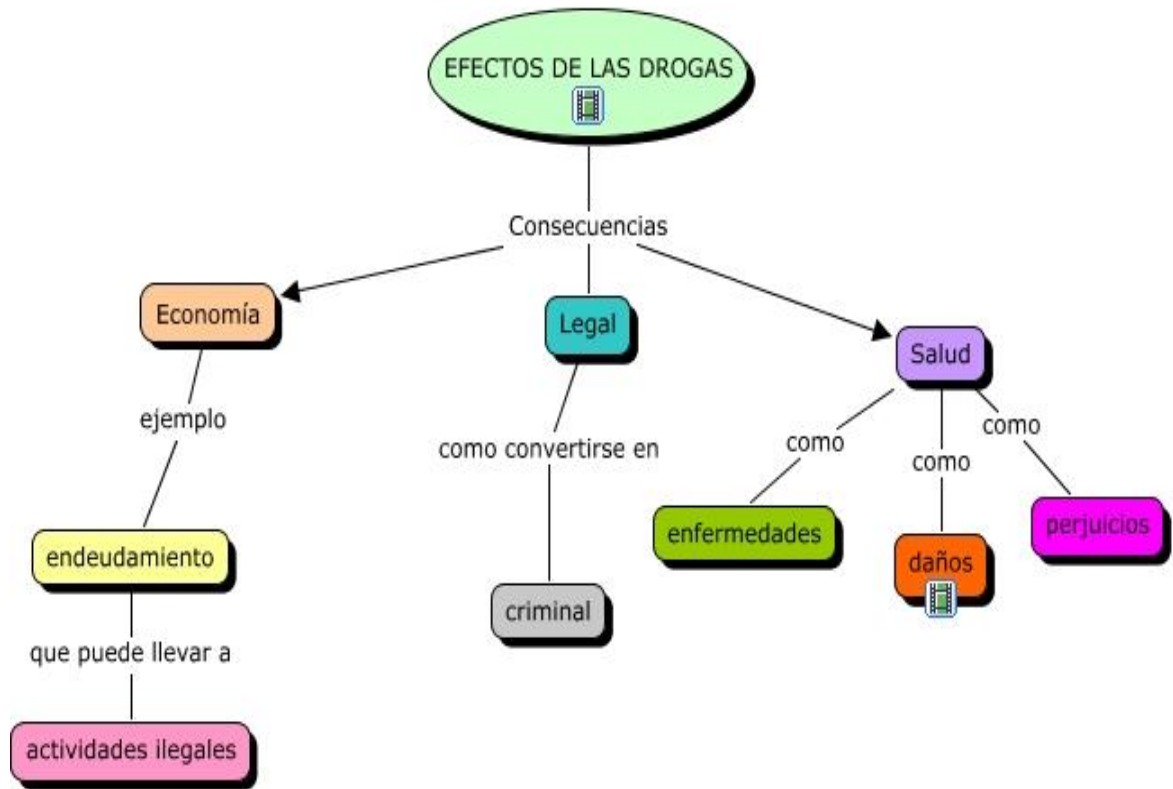 EFECTOS DE LAS DROGAS
Consecuencias
Economía
Legal
Salud
ejemplo
como convertirse en
como
como
como
endeudamiento
enfermedades
daños
perjuicios
criminal
que puede llevar a
actividades ilegales